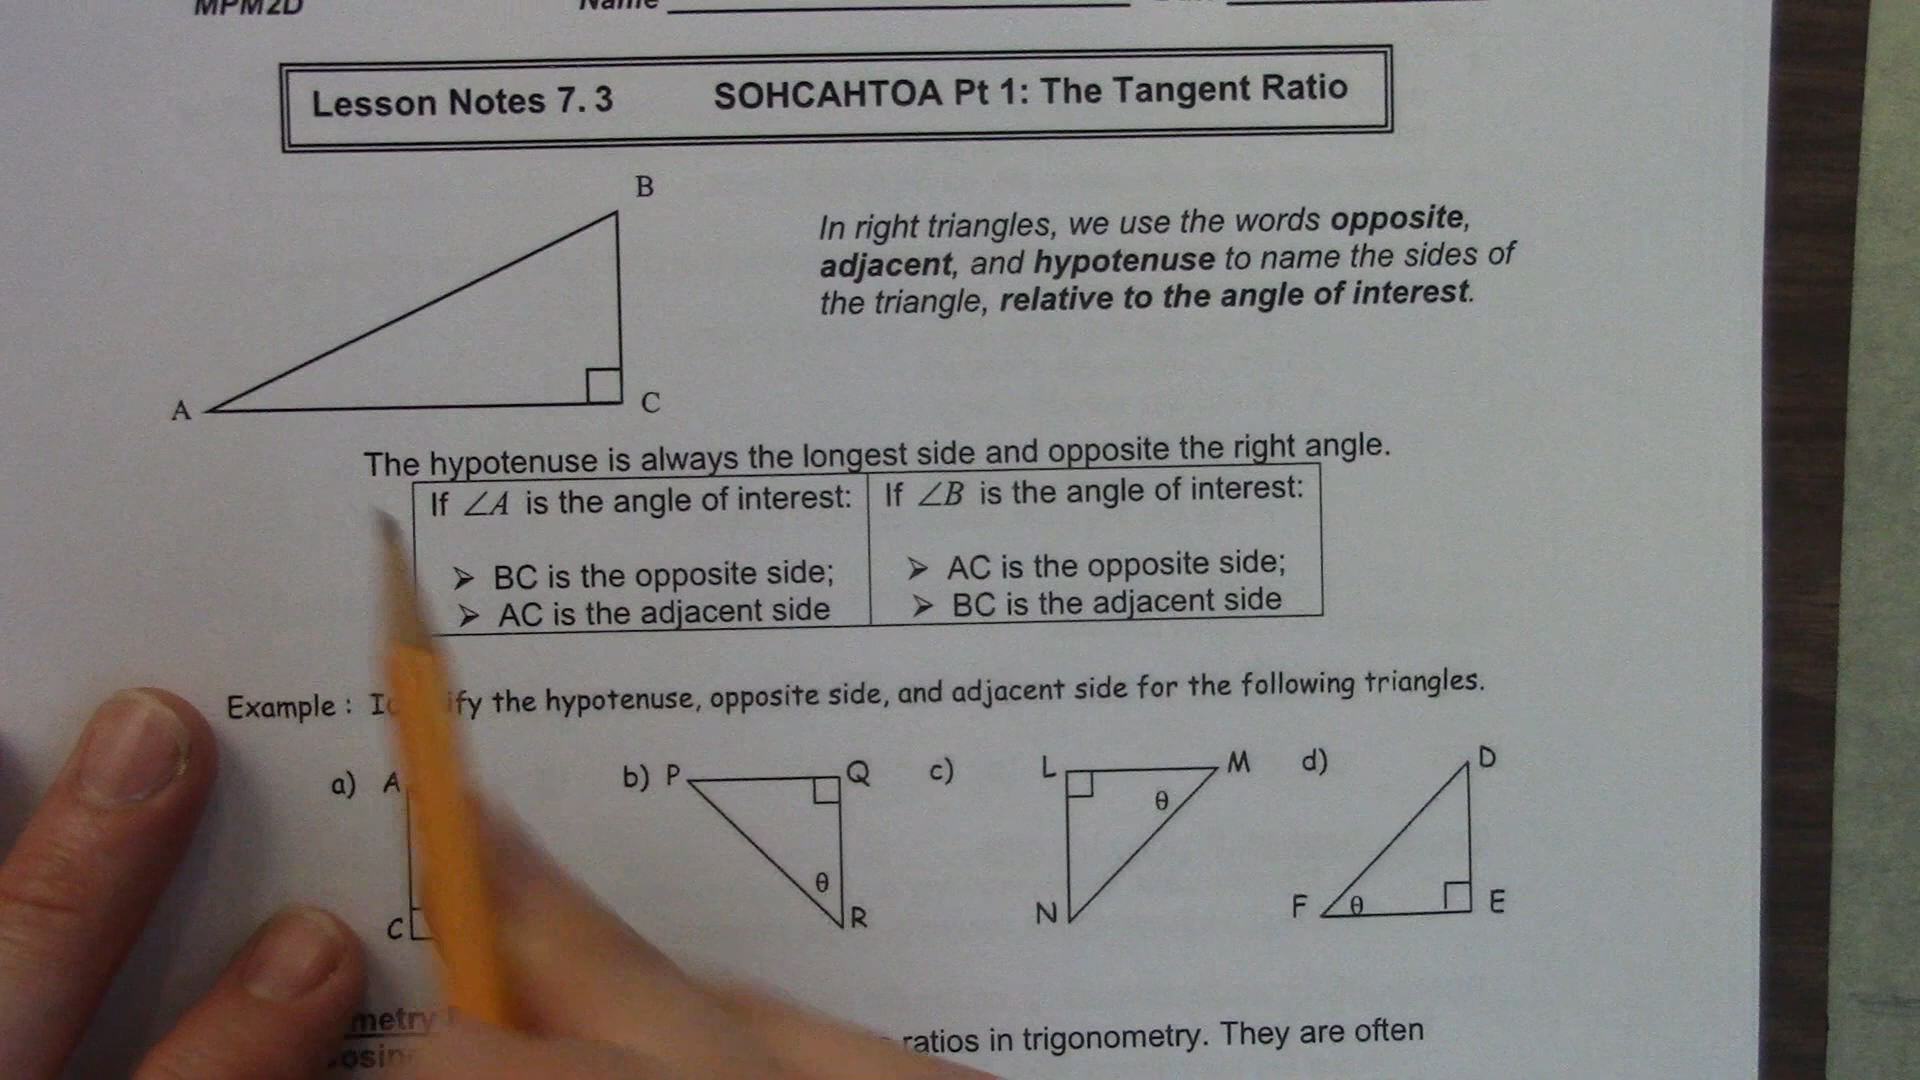 MPM2D Name
Lesson Notes 7. 3 SOHCAHTOA Pt 1: The Tangent Ratio
B
In right triangles, we use the words opposite,
adjacent, and hypotenuse to name the sides of
the triangle, relative to the angle of interest.
A C
The hypotenuse is always the longest side and opposite the right angle.
If ∠A is the angle of interest:
➢ BC is the opposite side;
➢ AC is the adjacent side
If ∠B is the angle of interest:
➢ AC is the opposite side;
➢ BC is the adjacent side
Example : the hypotenuse, opposite side, and adjacent side for the following triangles.
a) A
C
b) P Q
θ
R
c) L M
θ
N
d) D
F θ E
ratios in trigonometry. They are often